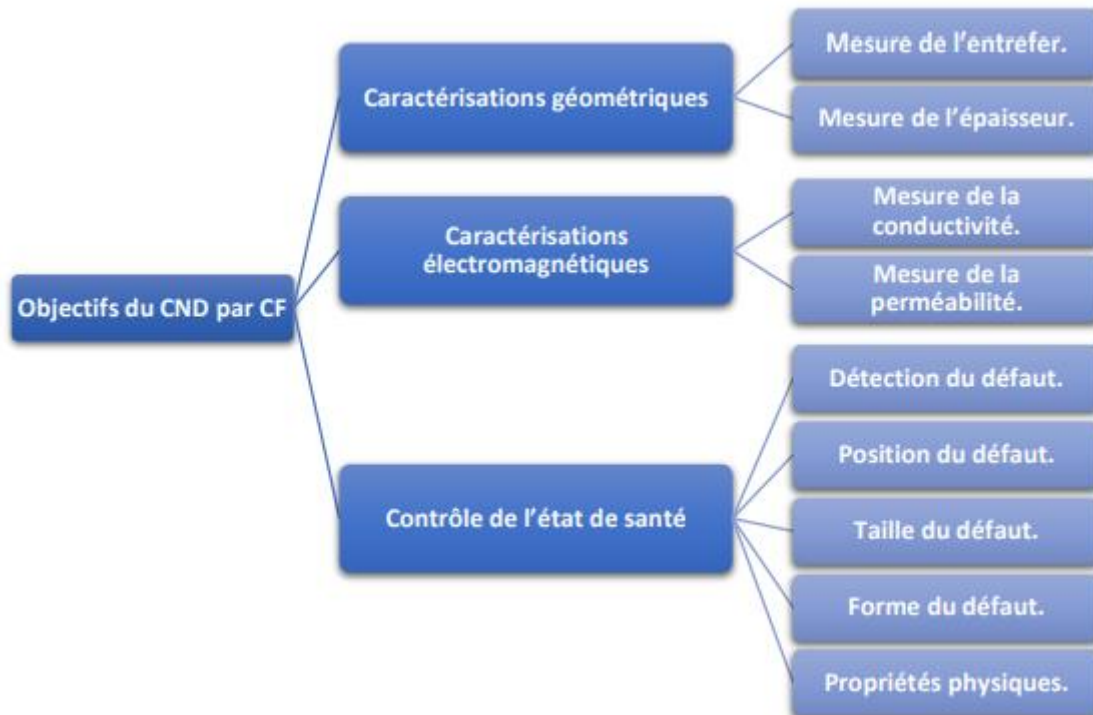 Objectifs du CND par CF
Caractérisations géométriques
Mesure de l'entrefer.
Mesure de l'épaisseur.
Caractérisations
électromagnétiques
Mesure de la
conductivité.
Mesure de la
perméabilité.
Contrôle de l'état de santé
Détection du défaut.
Position du défaut.
Taille du défaut.
Forme du défaut.
Propriétés physiques.